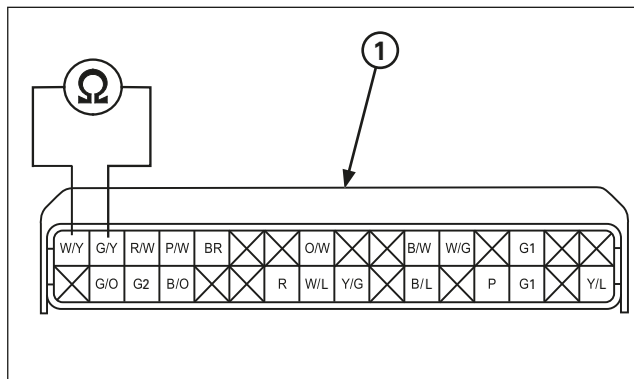 1
Ω
W/Y G/Y R/W P/W BR O/W B/W W/G G1
G/O G2 B/O R W/L Y/G B/L P G1 Y/L